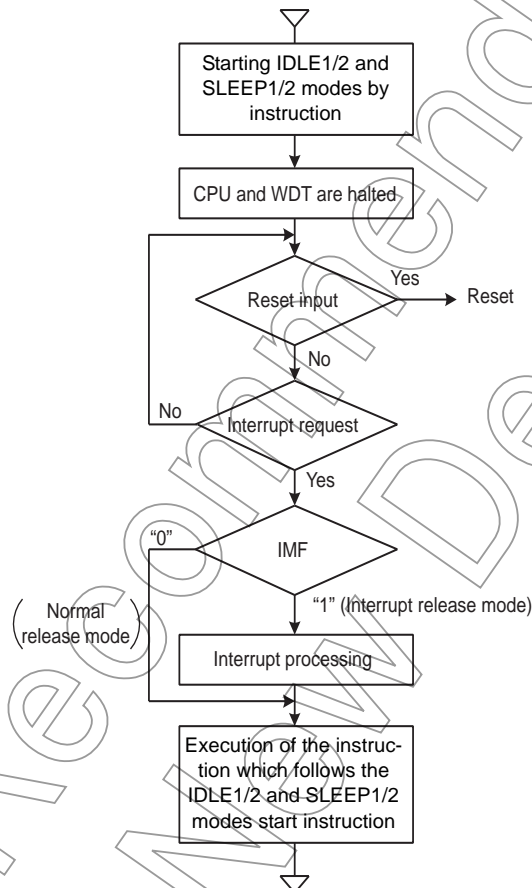 Starting IDLE1/2 and
SLEEP1/2 modes by
instruction
CPU and WDT are halted
Reset input
Yes
Reset
No
Interrupt request
No
Yes
IMF
“0”
“1” (Interrupt release mode)
Normal
release mode
Interrupt processing
Execution of the instruc-
tion which follows the
IDLE1/2 and SLEEP1/2
modes start instruction